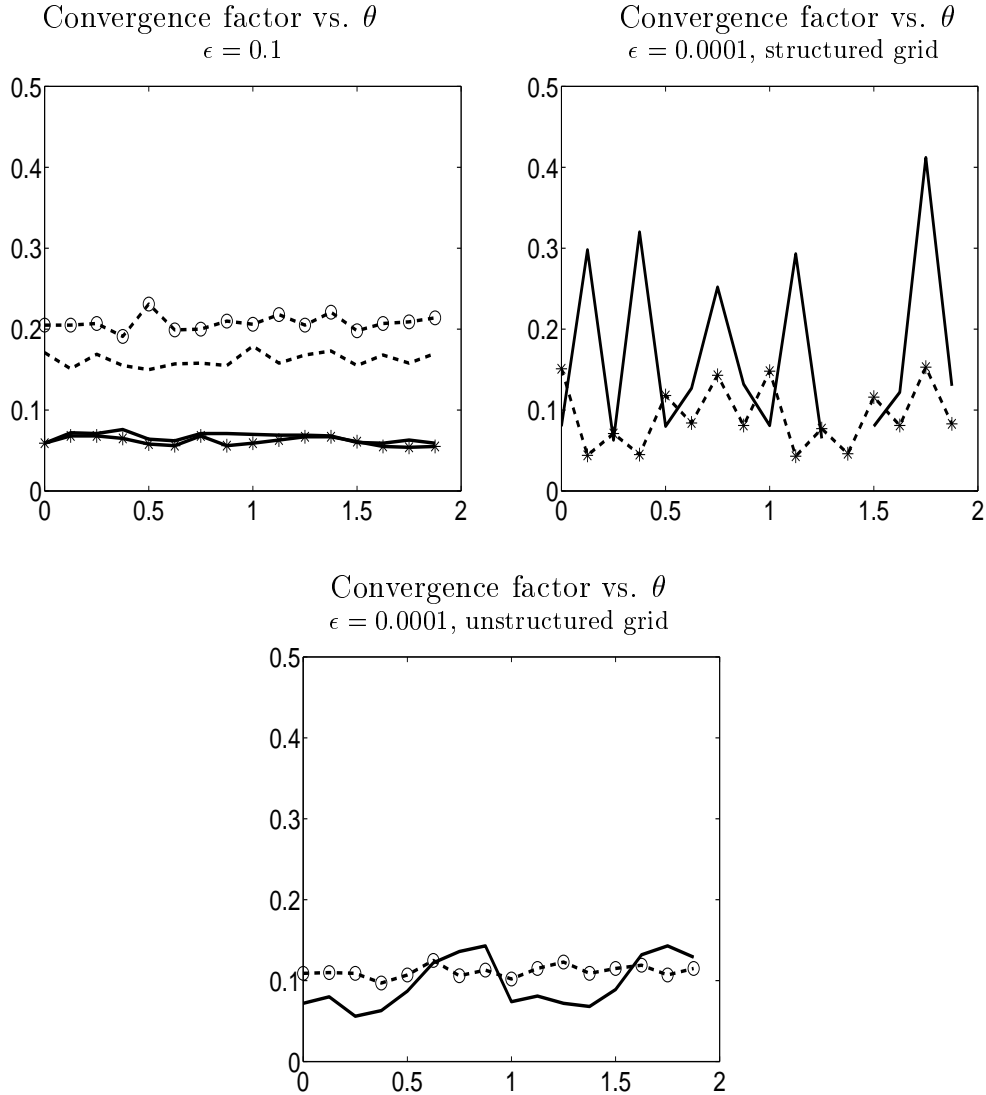 Convergence factor vs. θ
ϵ = 0.1
0.5
0.4
0.3
0.2
0.1
0
0 0.5 1 1.5 2
Convergence factor vs. θ
ϵ = 0.0001, structured grid
0.5
0.4
0.3
0.2
0.1
0
0 0.5 1 1.5 2
Convergence factor vs. θ
ϵ = 0.0001, unstructured grid
0.5
0.4
0.3
0.2
0.1
0
0 0.5 1 1.5 2